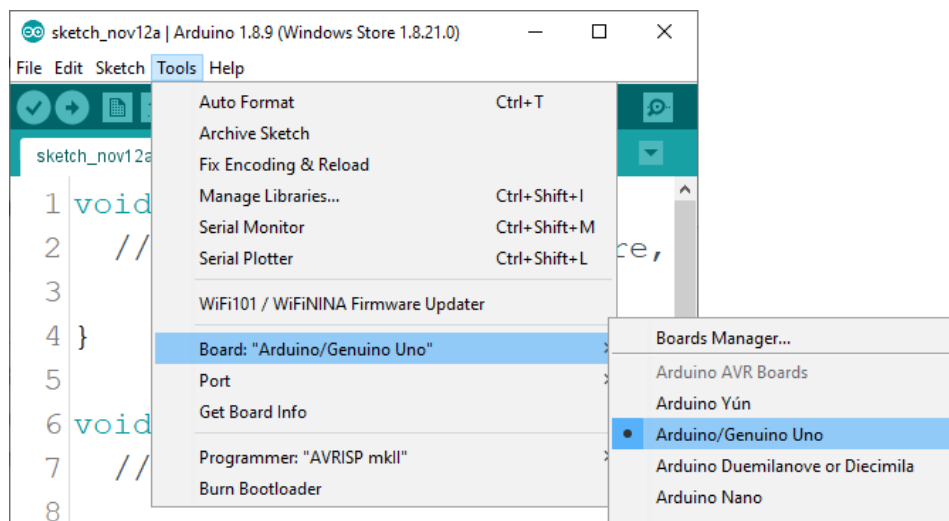 sketch_nov12a | Arduino 1.8.9 (Windows Store 1.8.21.0)
File Edit Sketch Tools Help
sketch_nov12a
Auto Format Ctrl+T
Archive Sketch
Fix Encoding & Reload
Manage Libraries... Ctrl+Shift+I
Serial Monitor Ctrl+Shift+M
Serial Plotter Ctrl+Shift+L
WiFi101 / WiFiNINA Firmware Updater
Board: "Arduino/Genuino Uno"
Port
Get Board Info
Programmer: "AVRISP mkII"
Burn Bootloader
Boards Manager...
Arduino AVR Boards
Arduino Yún
Arduino/Genuino Uno
Arduino Duemilanove or Diecimila
Arduino Nano
1 void
2 // re,
3
4 }
5
6 void
7 //
8